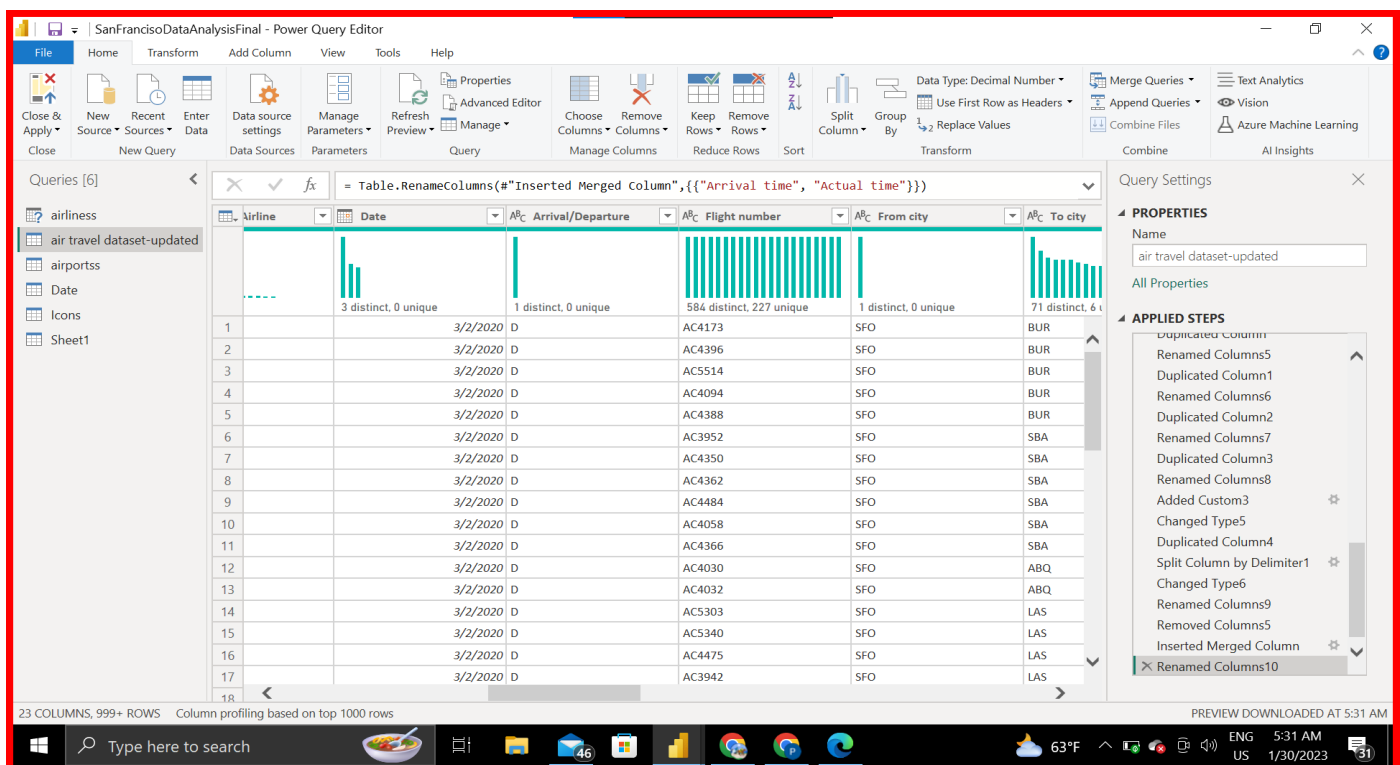 SanFrancisoDataAnalysisFinal - Power Query Editor
File Home Transform Add Column View Tools Help
Close & Apply
New Source
Recent Sources
Enter Data
Data source settings
Manage Parameters
Refresh Preview
Properties
Advanced Editor
Manage
Choose Columns
Remove Columns
Keep Rows
Remove Rows
Split Column
Group By
Data Type: Decimal Number
Use First Row as Headers
Replace Values
Merge Queries
Append Queries
Combine Files
Text Analytics
Vision
Azure Machine Learning
Close New Query Data Sources Parameters Query Manage Columns Reduce Rows Sort Transform Combine AI Insights
Queries [6]
airliness
air travel dataset-updated
airportss
Date
Icons
Sheet1
fx = Table.RenameColumns(#"Inserted Merged Column",{{"Arrival time", "Actual time"}})
Airline Date ABC Arrival/Departure ABC Flight number ABC From city ABC To city
3 distinct, 0 unique 1 distinct, 0 unique 584 distinct, 227 unique 1 distinct, 0 unique 71 distinct, 6 u
1 3/2/2020 D AC4173 SFO BUR
2 3/2/2020 D AC4396 SFO BUR
3 3/2/2020 D AC5514 SFO BUR
4 3/2/2020 D AC4094 SFO BUR
5 3/2/2020 D AC4388 SFO BUR
6 3/2/2020 D AC3952 SFO SBA
7 3/2/2020 D AC4350 SFO SBA
8 3/2/2020 D AC4362 SFO SBA
9 3/2/2020 D AC4484 SFO SBA
10 3/2/2020 D AC4058 SFO SBA
11 3/2/2020 D AC4366 SFO SBA
12 3/2/2020 D AC4030 SFO ABQ
13 3/2/2020 D AC4032 SFO ABQ
14 3/2/2020 D AC5303 SFO LAS
15 3/2/2020 D AC5340 SFO LAS
16 3/2/2020 D AC4475 SFO LAS
17 3/2/2020 D AC3942 SFO LAS
18
Query Settings
PROPERTIES
Name
air travel dataset-updated
All Properties
APPLIED STEPS
Duplicated Column
Renamed Columns5
Duplicated Column1
Renamed Columns6
Duplicated Column2
Renamed Columns7
Duplicated Column3
Renamed Columns8
Added Custom3
Changed Type5
Duplicated Column4
Split Column by Delimiter1
Changed Type6
Renamed Columns9
Removed Columns5
Inserted Merged Column
Renamed Columns10
23 COLUMNS, 999+ ROWS Column profiling based on top 1000 rows PREVIEW DOWNLOADED AT 5:31 AM
Type here to search
46
63°F
ENG
US
5:31 AM
1/30/2023
31